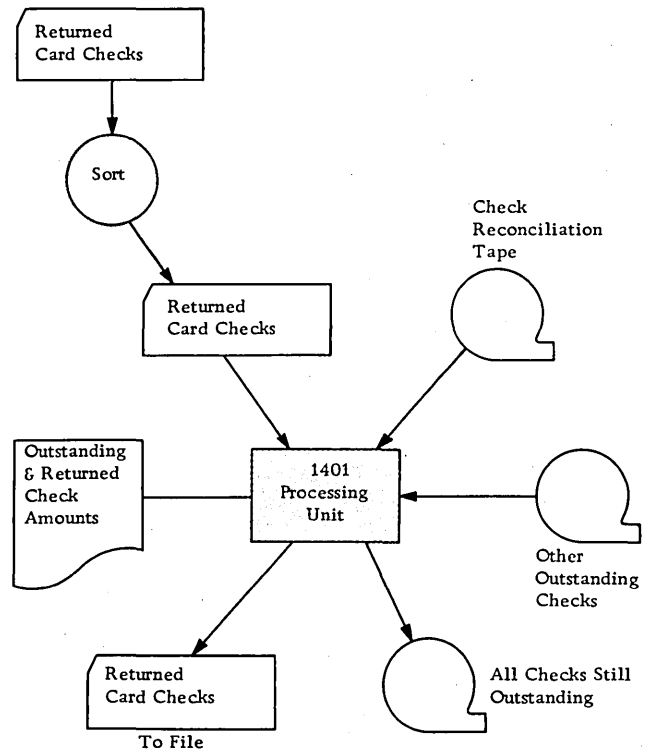 Returned
Card Checks
Sort
Check
Reconciliation
Tape
Returned
Card Checks
Outstanding
& Returned
Check
Amounts
1401
Processing
Unit
Other
Outstanding
Checks
Returned
Card Checks
To File
All Checks Still
Outstanding